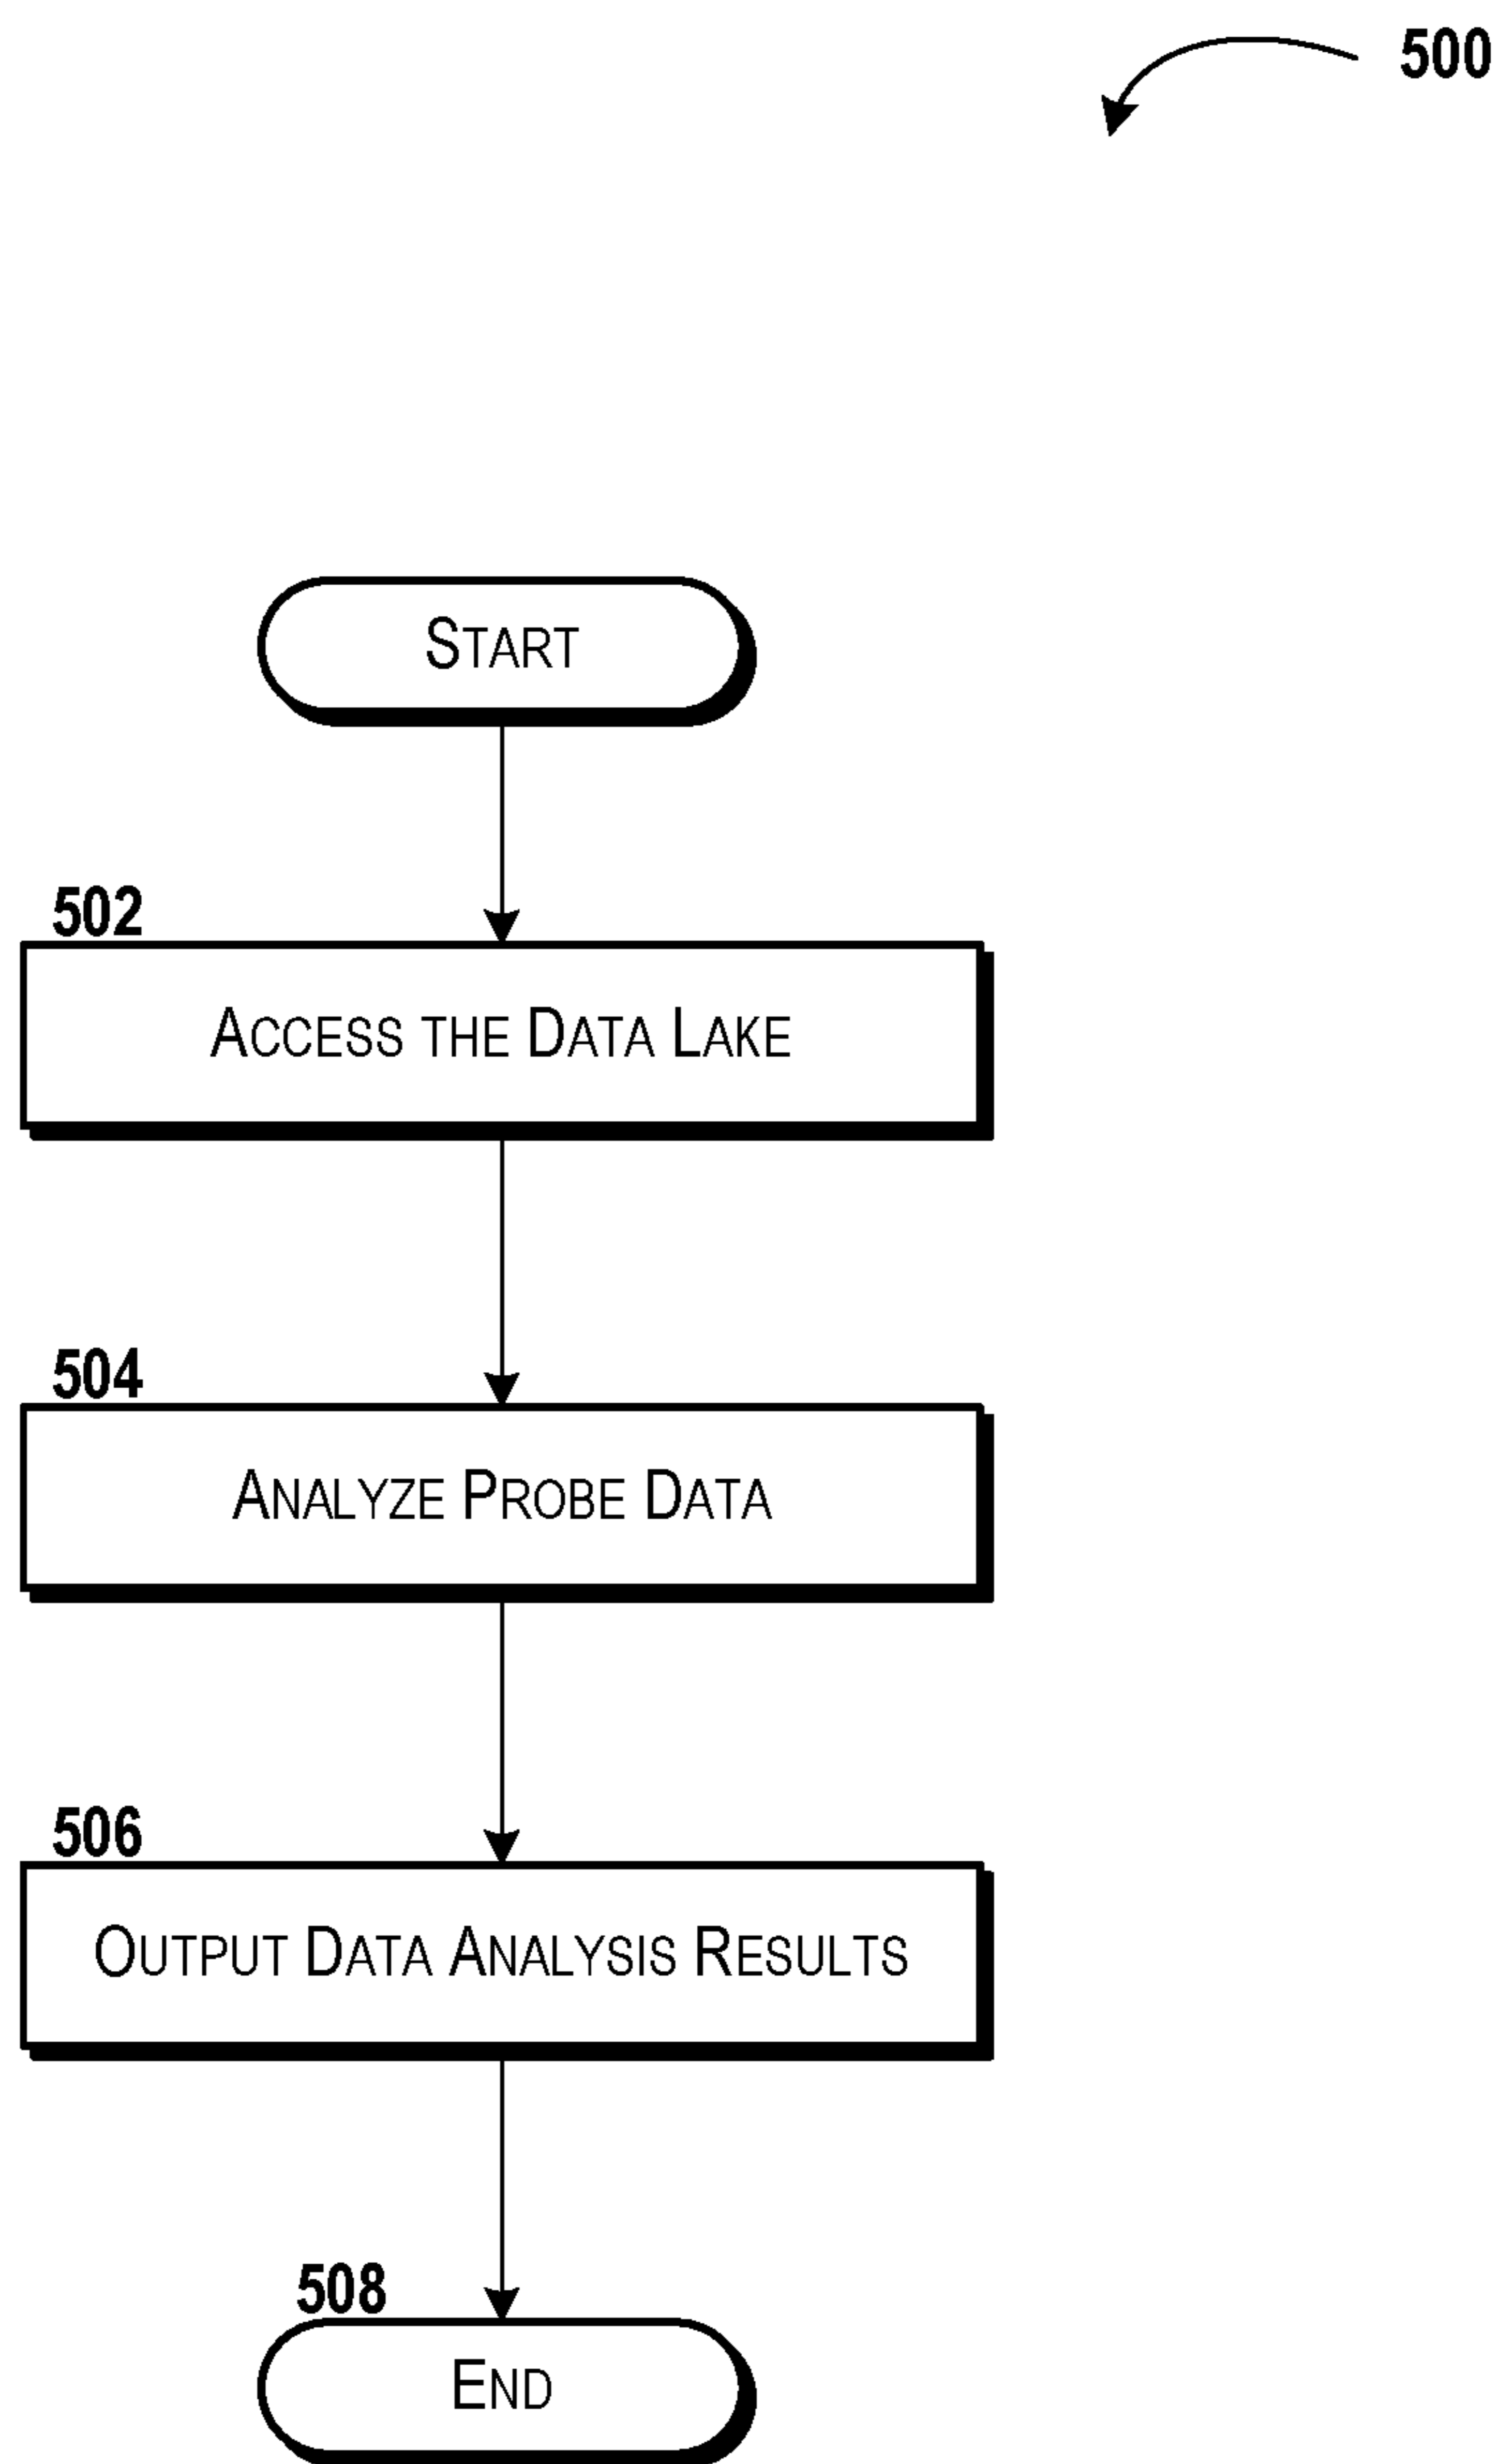 500
START
502
ACCESS THE DATA LAKE
504
ANALYZE PROBE DATA
506
OUTPUT DATA ANALYSIS RESULTS
508
END